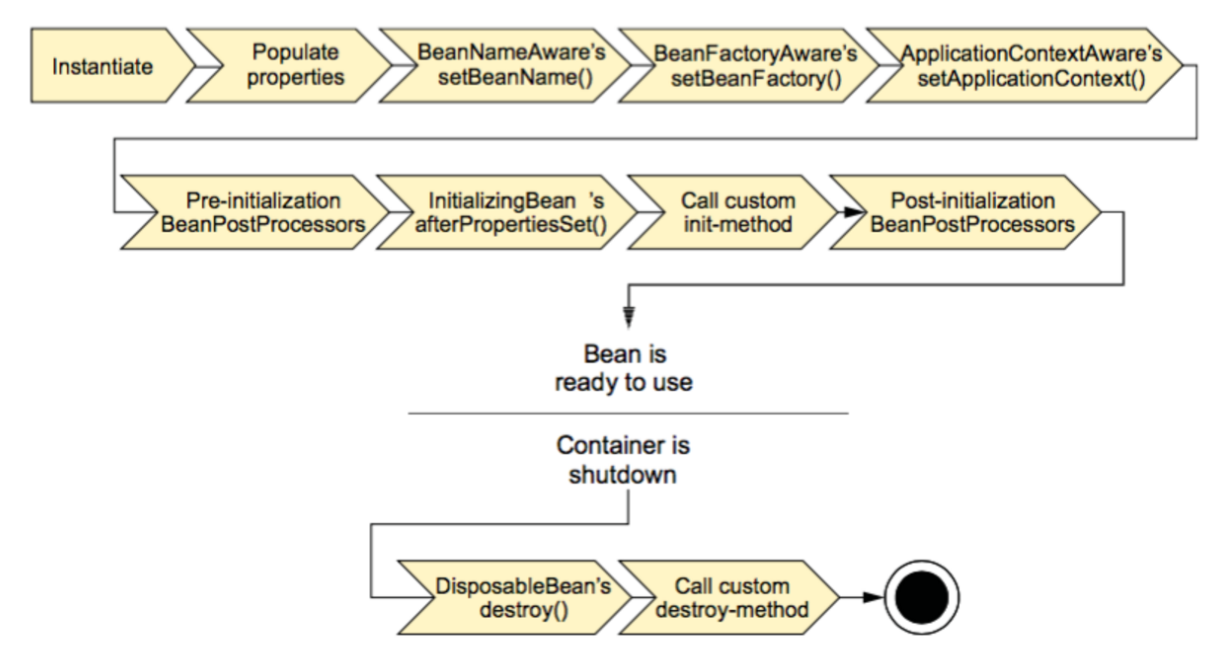 Instantiate
Populate
properties
BeanNameAware's
setBeanName()
BeanFactoryAware's
setBeanFactory()
ApplicationContextAware's
setApplicationContext()
Pre-initialization
BeanPostProcessors
InitializingBean 's
afterPropertiesSet()
Call custom
init-method
Post-initialization
BeanPostProcessors
Bean is
ready to use
Container is
shutdown
DisposableBean's
destroy()
Call custom
destroy-method